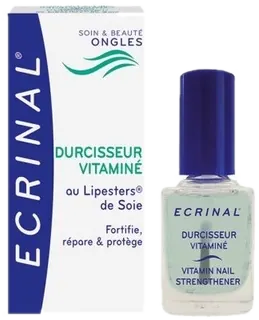 SOIN & BEAUTÉ
ONGLES
ECRINAL®
DURCISSEUR
VITAMINÉ
au Lipesters®
de Soie
Fortifie,
répare & protège
ECRINAL®
DURCISSEUR
VITAMINÉ
VITAMIN NAIL
STRENGTHENER